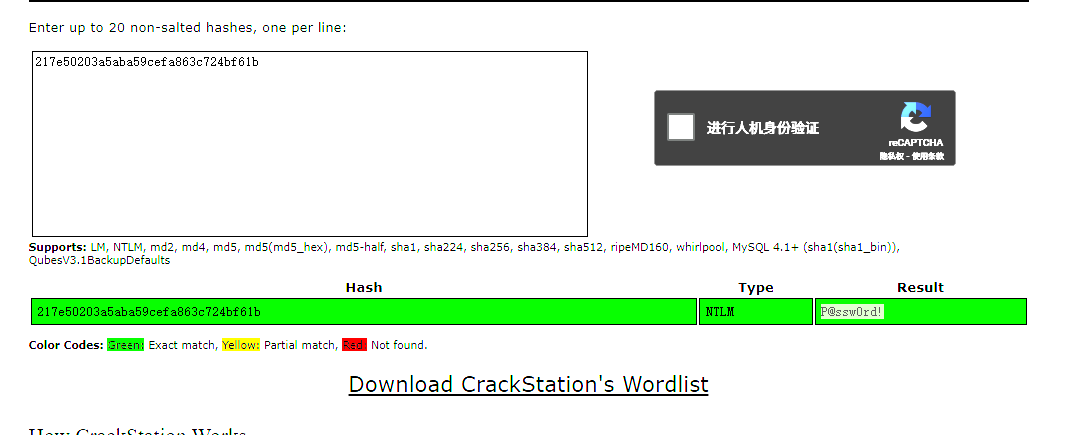 Enter up to 20 non-salted hashes, one per line:
217e50203a5aba59cefa863c724bf61b
进行人机身份验证
reCAPTCHA
隐私权 - 使用条款
Supports: LM, NTLM, md2, md4, md5, md5(md5_hex), md5-half, sha1, sha224, sha256, sha384, sha512, ripeMD160, whirlpool, MySQL 4.1+ (sha1(sha1_bin)),
QubesV3.1BackupDefaults
Hash Type Result
217e50203a5aba59cefa863c724bf61b NTLM P@ssw0rd!
Color Codes: Green: Exact match, Yellow: Partial match, Red: Not found.
Download CrackStation's Wordlist
How CrackStation Works